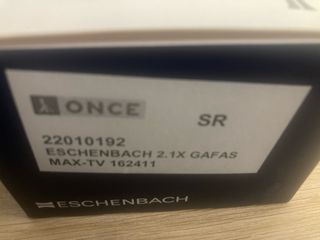 ONCE
SR
22010192
ESCHENBACH 2.1X GAFAS
MAX-TV 162411
ESCHENBACH